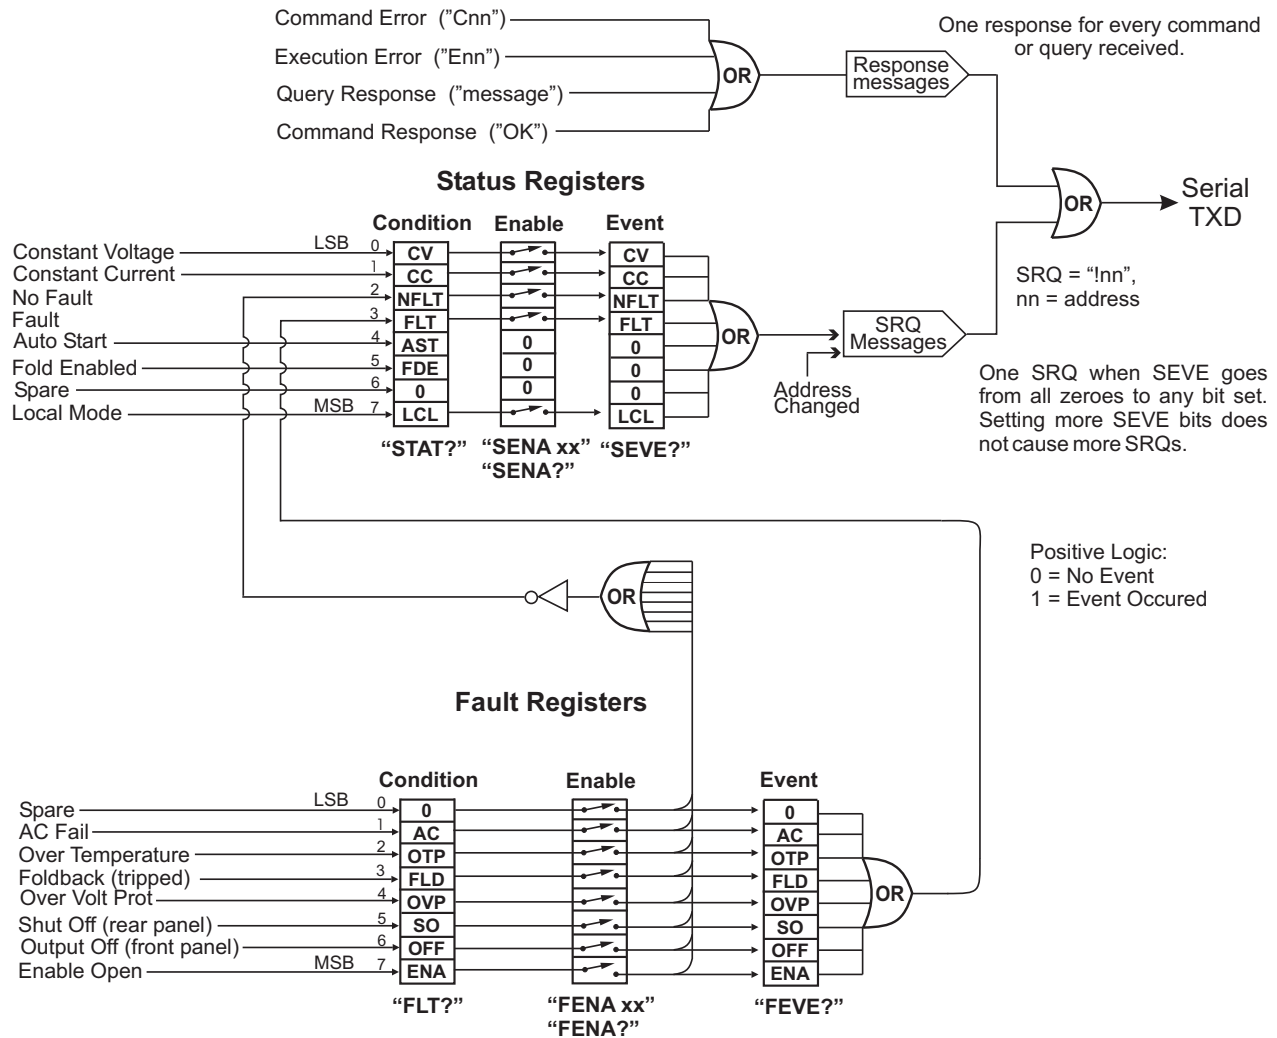 Command Error ("Cnn")
Execution Error ("Enn")
Query Response ("message")
Command Response ("OK")
OR
Response
messages
One response for every command
or query received.
OR
Serial
TXD
Status Registers
Condition
Enable
Event
Constant Voltage
LSB
0
CV
CV
Constant Current
1
CC
CC
No Fault
2
NFLT
NFLT
Fault
3
FLT
FLT
Auto Start
4
AST
0
0
Fold Enabled
5
FDE
0
0
Spare
6
0
0
0
Local Mode
MSB
7
LCL
LCL
OR
SRQ
Messages
Address
Changed
SRQ = “!nn”,
nn = address
“STAT?”
“SENA xx”
“SENA?”
“SEVE?”
One SRQ when SEVE goes
from all zeroes to any bit set.
Setting more SEVE bits does
not cause more SRQs.
OR
Positive Logic:
0 = No Event
1 = Event Occured
Fault Registers
Condition
Enable
Event
Spare
LSB
0
0
0
AC Fail
1
AC
AC
Over Temperature
2
OTP
OTP
Foldback (tripped)
3
FLD
FLD
Over Volt Prot
4
OVP
OVP
Shut Off (rear panel)
5
SO
SO
Output Off (front panel)
6
OFF
OFF
Enable Open
MSB
7
ENA
ENA
OR
“FLT?”
“FENA xx”
“FENA?”
“FEVE?”